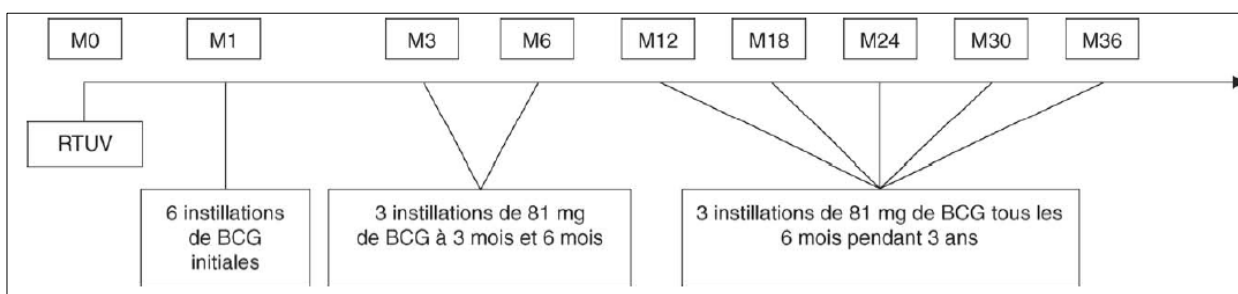 M0 M1 M3 M6 M12 M18 M24 M30 M36
RTUV
6 instillations
de BCG
initiales
3 instillations de 81 mg
de BCG à 3 mois et 6 mois
3 instillations de 81 mg de BCG tous les
6 mois pendant 3 ans